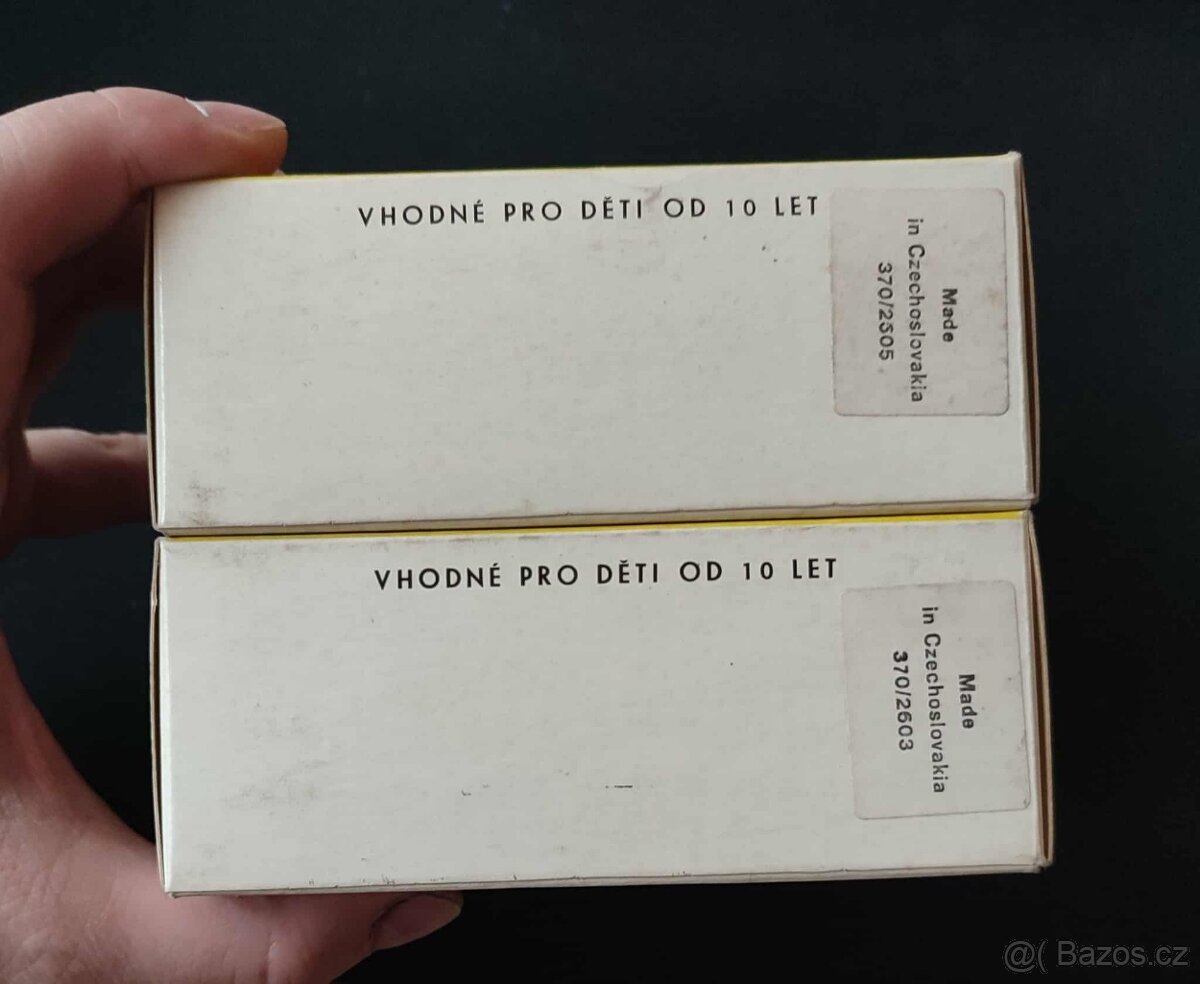 VHODNÉ PRO DĚTI OD 10 LET
Made
in Czechoslovakia
370/2505
VHODNÉ PRO DĚTI OD 10 LET
Made
in Czechoslovakia
370/2603
@( Bazos.cz